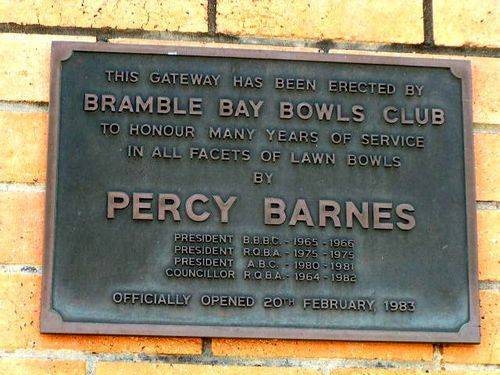 THIS GATEWAY HAS BEEN ERECTED BY
BRAMBLE BAY BOWLS CLUB
TO HONOUR MANY YEARS OF SERVICE
IN ALL FACETS OF LAWN BOWLS
BY
PERCY BARNES
PRESIDENT B.B.B.C. - 1965 - 1966
PRESIDENT R.Q.B.A. - 1975 - 1975
PRESIDENT A.B.C. - 1980 - 1981
COUNCILLOR R.Q.B.A. - 1964 - 1982
OFFICIALLY OPENED 20TH FEBRUARY, 1983